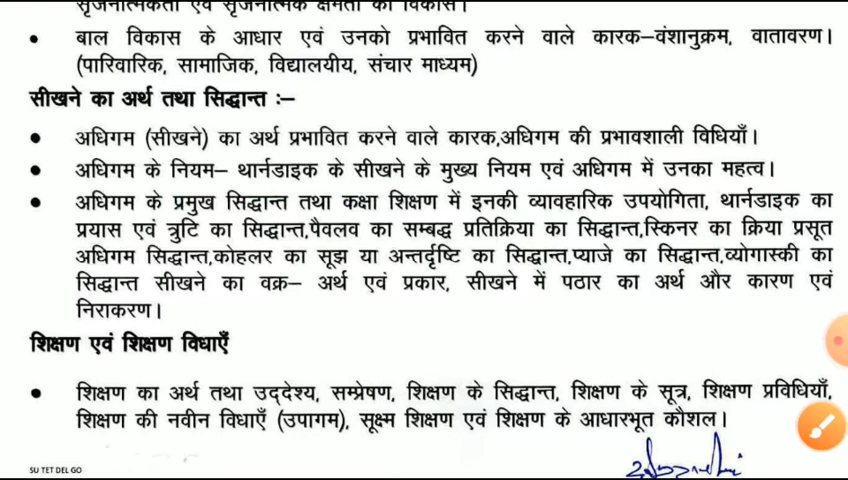 सृजनात्मकता एवं सृजनात्मक क्षमता का विकास।
• बाल विकास के आधार एवं उनको प्रभावित करने वाले कारक–वंशानुक्रम, वातावरण।
(पारिवारिक, सामाजिक, विद्यालयीय, संचार माध्यम)
सीखने का अर्थ तथा सिद्धान्त :–
• अधिगम (सीखने) का अर्थ प्रभावित करने वाले कारक,अधिगम की प्रभावशाली विधियाँ।
• अधिगम के नियम– थार्नडाइक के सीखने के मुख्य नियम एवं अधिगम में उनका महत्व।
• अधिगम के प्रमुख सिद्धान्त तथा कक्षा शिक्षण में इनकी व्यावहारिक उपयोगिता, थार्नडाइक का
प्रयास एवं त्रुटि का सिद्धान्त,पैवलव का सम्बद्ध प्रतिक्रिया का सिद्धान्त,स्किनर का क्रिया प्रसूत
अधिगम सिद्धान्त,कोहलर का सूझ या अन्तर्दृष्टि का सिद्धान्त,प्याजे का सिद्धान्त,व्योगास्की का
सिद्धान्त सीखने का वक्र– अर्थ एवं प्रकार, सीखने में पठार का अर्थ और कारण एवं
निराकरण।
शिक्षण एवं शिक्षण विधाएँ
• शिक्षण का अर्थ तथा उद्देश्य, सम्प्रेषण, शिक्षण के सिद्धान्त, शिक्षण के सूत्र, शिक्षण प्रविधियाँ,
शिक्षण की नवीन विधाएँ (उपागम), सूक्ष्म शिक्षण एवं शिक्षण के आधारभूत कौशल।
SU TET DEL GO